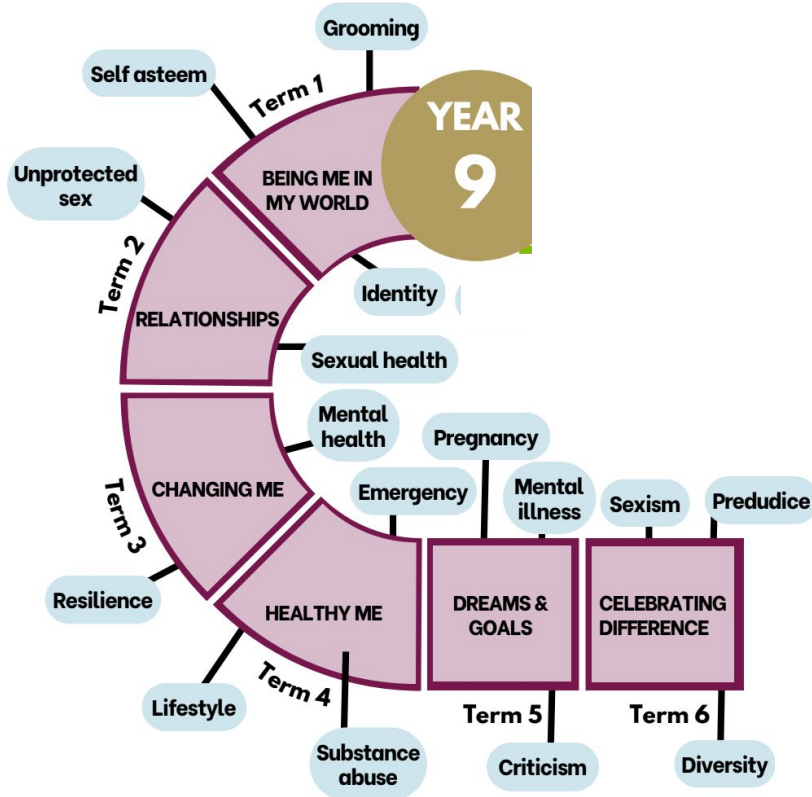 Grooming
Self asteem
Term 1
YEAR
9
BEING ME IN
MY WORLD
Unprotected
sex
Identity
Term 2
RELATIONSHIPS
Sexual health
Mental
health
Pregnancy
CHANGING ME
Emergency
Mental
illness
Sexism
Predudice
Term 3
Resilience
HEALTHY ME
DREAMS &
GOALS
CELEBRATING
DIFFERENCE
Lifestyle
Term 4
Substance
abuse
Term 5
Criticism
Term 6
Diversity